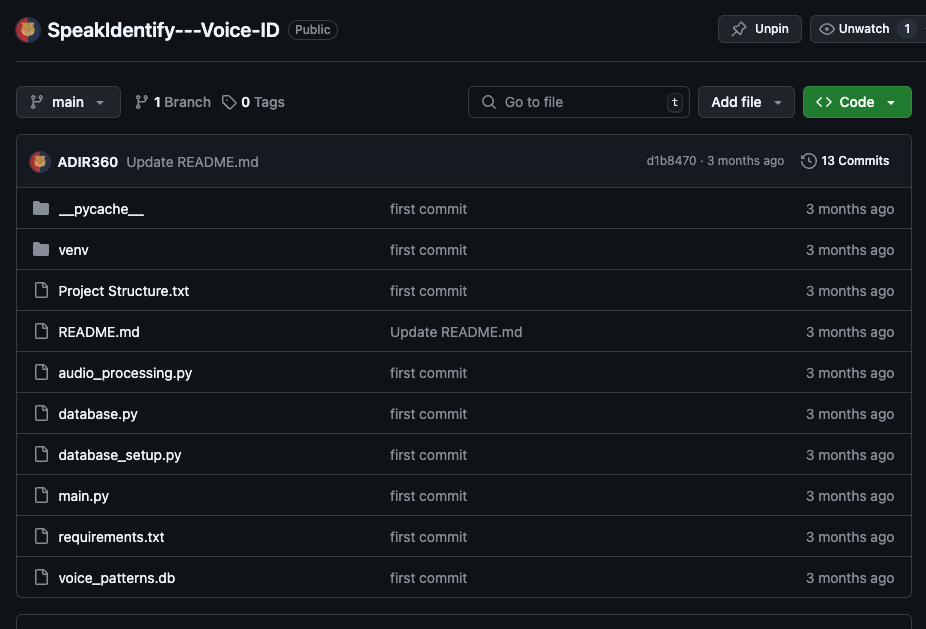 SpeakIdentify---Voice-ID Public Unpin Unwatch 1
main 1 Branch 0 Tags Go to file t Add file Code
ADIR360 Update README.md d1b8470 · 3 months ago 13 Commits
__pycache__ first commit 3 months ago
venv first commit 3 months ago
Project Structure.txt first commit 3 months ago
README.md Update README.md 3 months ago
audio_processing.py first commit 3 months ago
database.py first commit 3 months ago
database_setup.py first commit 3 months ago
main.py first commit 3 months ago
requirements.txt first commit 3 months ago
voice_patterns.db first commit 3 months ago